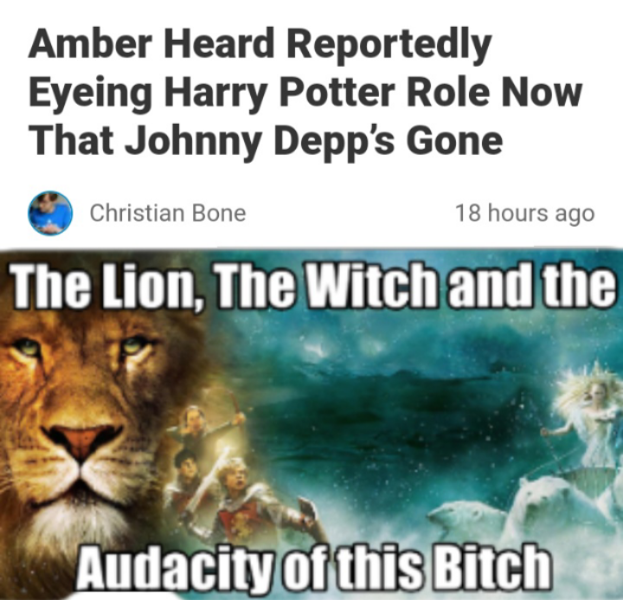 Amber Heard Reportedly
Eyeing Harry Potter Role Now
That Johnny Depp's Gone
Christian Bone 18 hours ago
The Lion, The Witch and the
Audacity of this Bitch